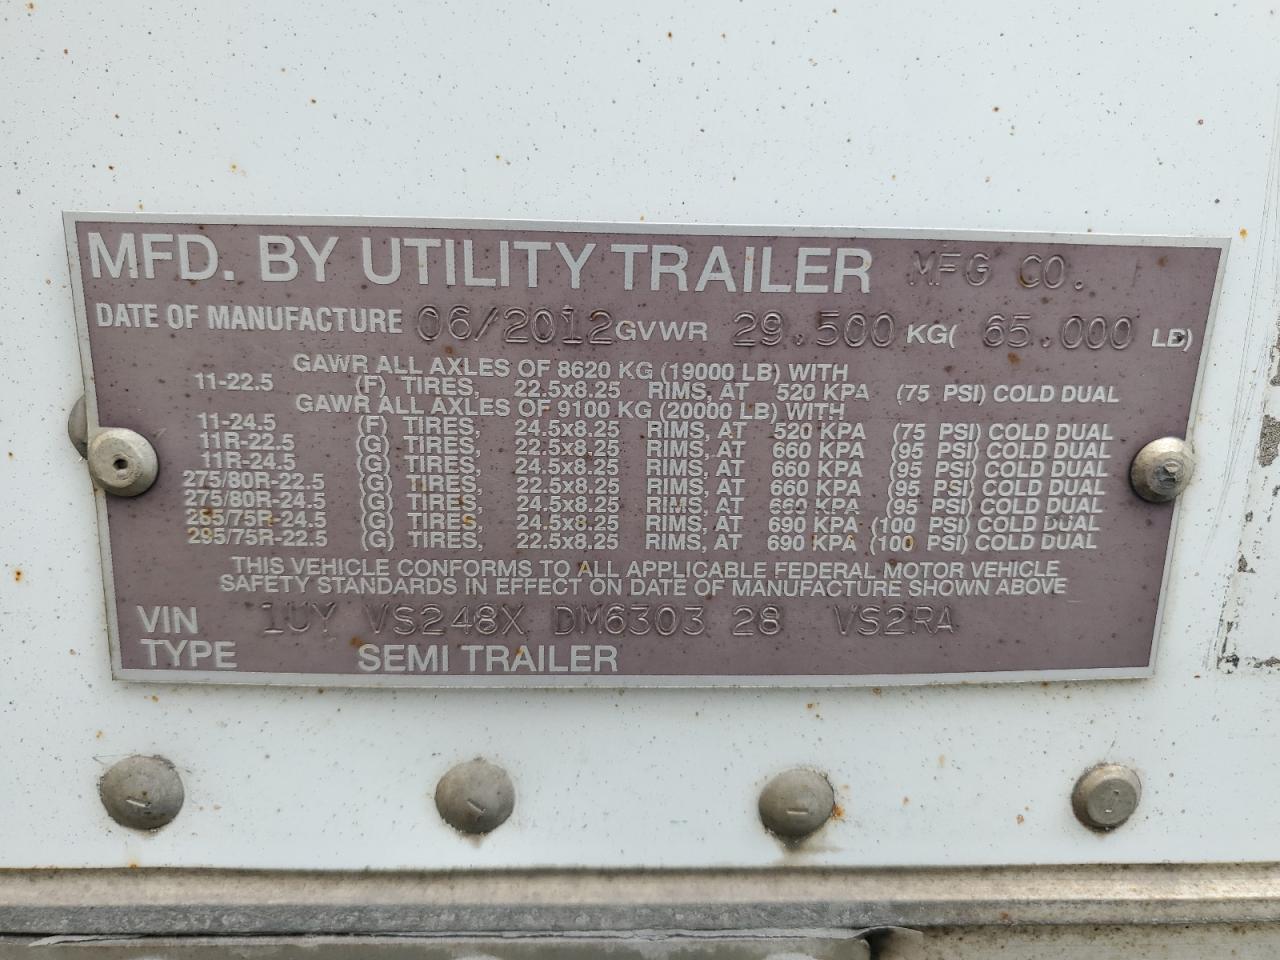 MFD. BY UTILITY TRAILER MFG CO.
DATE OF MANUFACTURE 06/2012 GVWR 29.500 KG( 65.000 LB)
GAWR ALL AXLES OF 8620 KG (19000 LB) WITH
11-22.5 (F) TIRES, 22.5x8.25 RIMS, AT 520 KPA (75 PSI) COLD DUAL
GAWR ALL AXLES OF 9100 KG (20000 LB) WITH
11-24.5 (F) TIRES, 24.5x8.25 RIMS, AT 520 KPA (75 PSI) COLD DUAL
11R-22.5 (G) TIRES, 22.5x8.25 RIMS, AT 660 KPA (95 PSI) COLD DUAL
11R-24.5 (G) TIRES, 24.5x8.25 RIMS, AT 660 KPA (95 PSI) COLD DUAL
275/80R-22.5 (G) TIRES, 22.5x8.25 RIMS, AT 660 KPA (95 PSI) COLD DUAL
275/80R-24.5 (G) TIRES, 24.5x8.25 RIMS, AT 660 KPA (95 PSI) COLD DUAL
285/75R-24.5 (G) TIRES, 24.5x8.25 RIMS, AT 690 KPA (100 PSI) COLD DUAL
295/75R-22.5 (G) TIRES, 22.5x8.25 RIMS, AT 690 KPA (100 PSI) COLD DUAL
THIS VEHICLE CONFORMS TO ALL APPLICABLE FEDERAL MOTOR VEHICLE
SAFETY STANDARDS IN EFFECT ON DATE OF MANUFACTURE SHOWN ABOVE
VIN 1UY VS248X DM6303 28 VS2RA
TYPE SEMI TRAILER